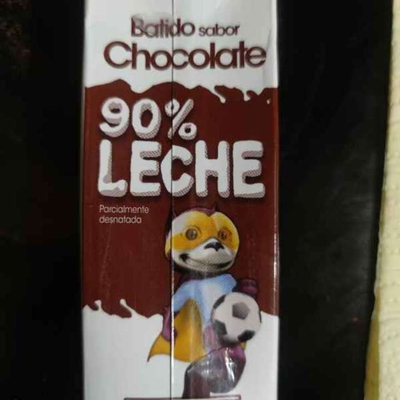 Batido sabor
Chocolate
90%
LECHE
Parcialmente
desnatada